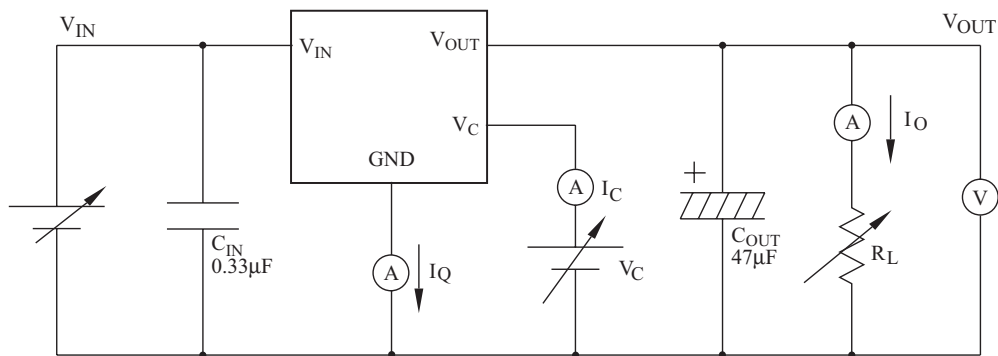 VIN
VOUT
VIN
VOUT
VC
GND
A
IO
A
IC
V
CIN
0.33μF
A
IQ
VC
+
COUT
47μF
RL